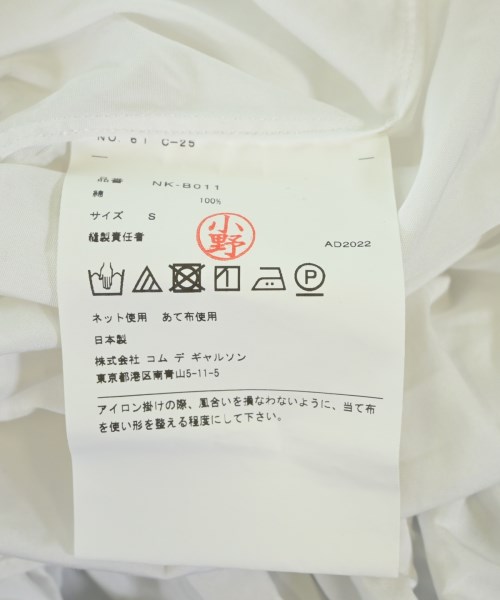 NO. 61 C-25
品番 NK-B011
綿 100%
サイズ S
縫製責任者 小野
AD2022
P
ネット使用 あて布使用
日本製
株式会社 コム デ ギャルソン
東京都港区南青山5-11-5
アイロン掛けの際、風合いを損なわないように、当て布
を使い形を整える程度にして下さい。